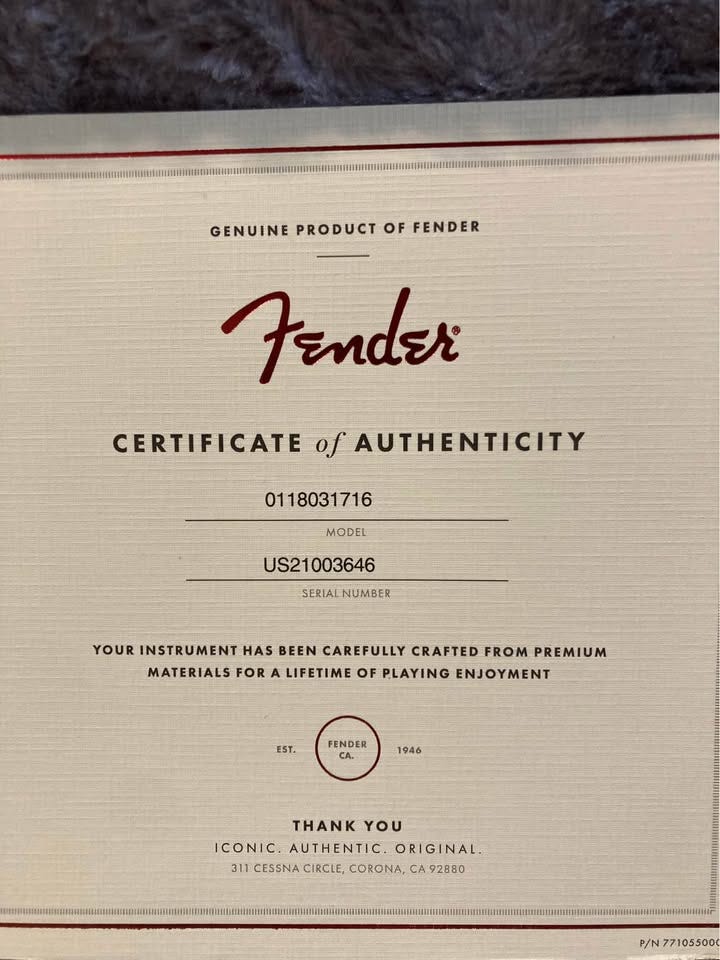 GENUINE PRODUCT OF FENDER
Fender®
CERTIFICATE of AUTHENTICITY
0118031716
MODEL
US21003646
SERIAL NUMBER
YOUR INSTRUMENT HAS BEEN CAREFULLY CRAFTED FROM PREMIUM
MATERIALS FOR A LIFETIME OF PLAYING ENJOYMENT
EST. FENDER CA. 1946
THANK YOU
ICONIC. AUTHENTIC. ORIGINAL.
311 CESSNA CIRCLE, CORONA, CA 92880
P/N 771055000